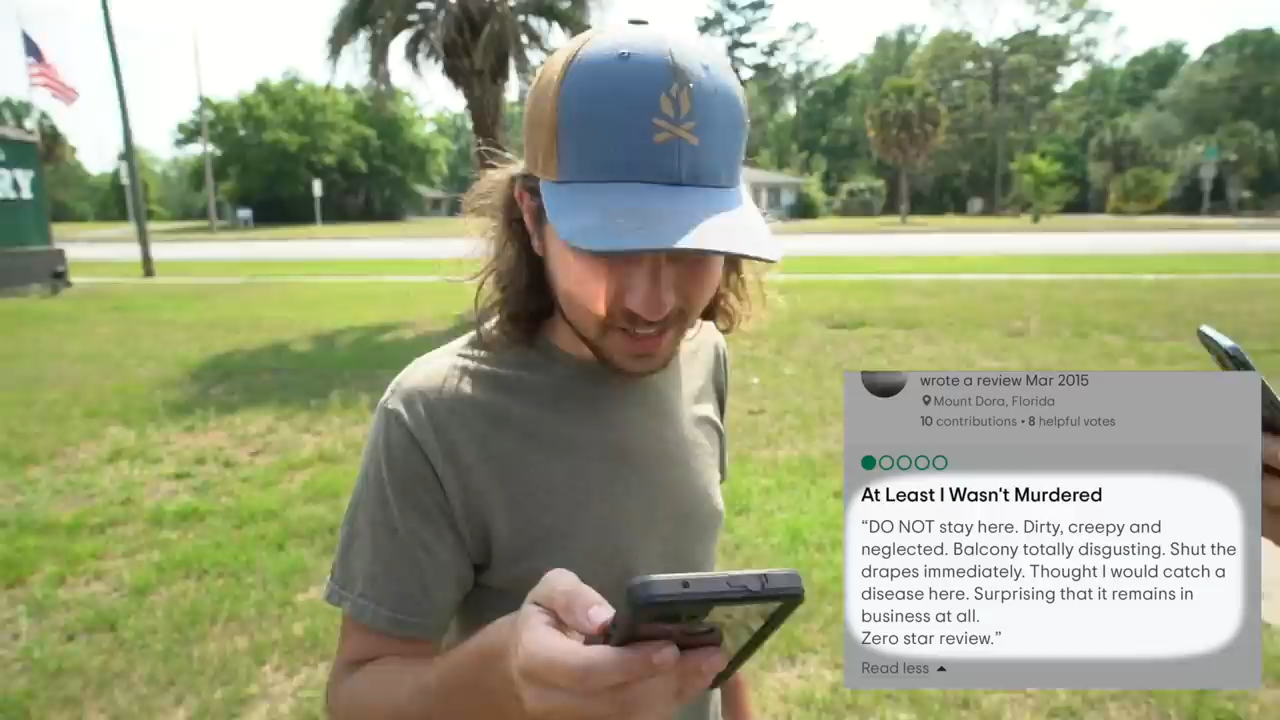 RY
wrote a review Mar 2015
Mount Dora, Florida
10 contributions • 8 helpful votes
At Least I Wasn't Murdered
“DO NOT stay here. Dirty, creepy and
neglected. Balcony totally disgusting. Shut the
drapes immediately. Thought I would catch a
disease here. Surprising that it remains in
business at all.
Zero star review.”
Read less